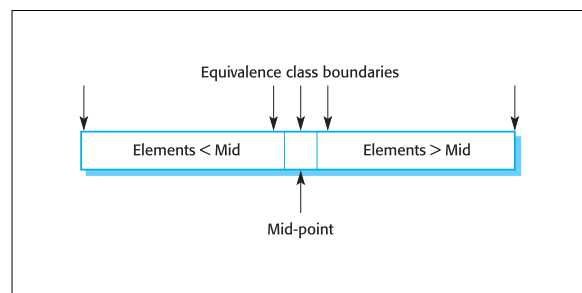 Equivalence class boundaries
Elements < Mid
Elements > Mid
Mid-point